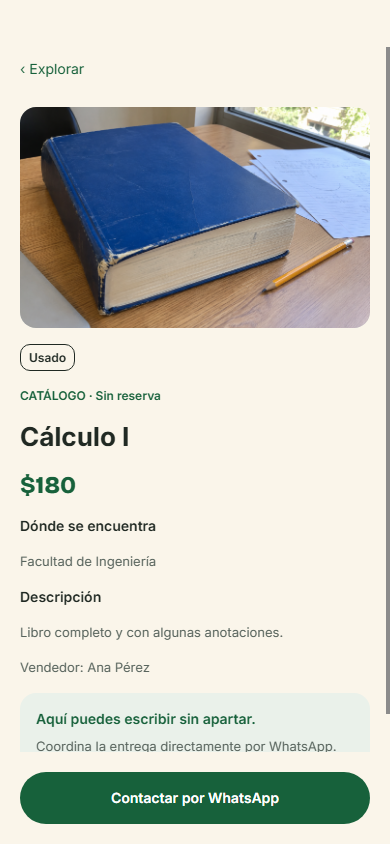 ‹ Explorar
Usado
CATÁLOGO · Sin reserva
Cálculo I
$180
Dónde se encuentra
Facultad de Ingeniería
Descripción
Libro completo y con algunas anotaciones.
Vendedor: Ana Pérez
Aquí puedes escribir sin apartar.
Coordina la entrega directamente por WhatsApp.
Contactar por WhatsApp